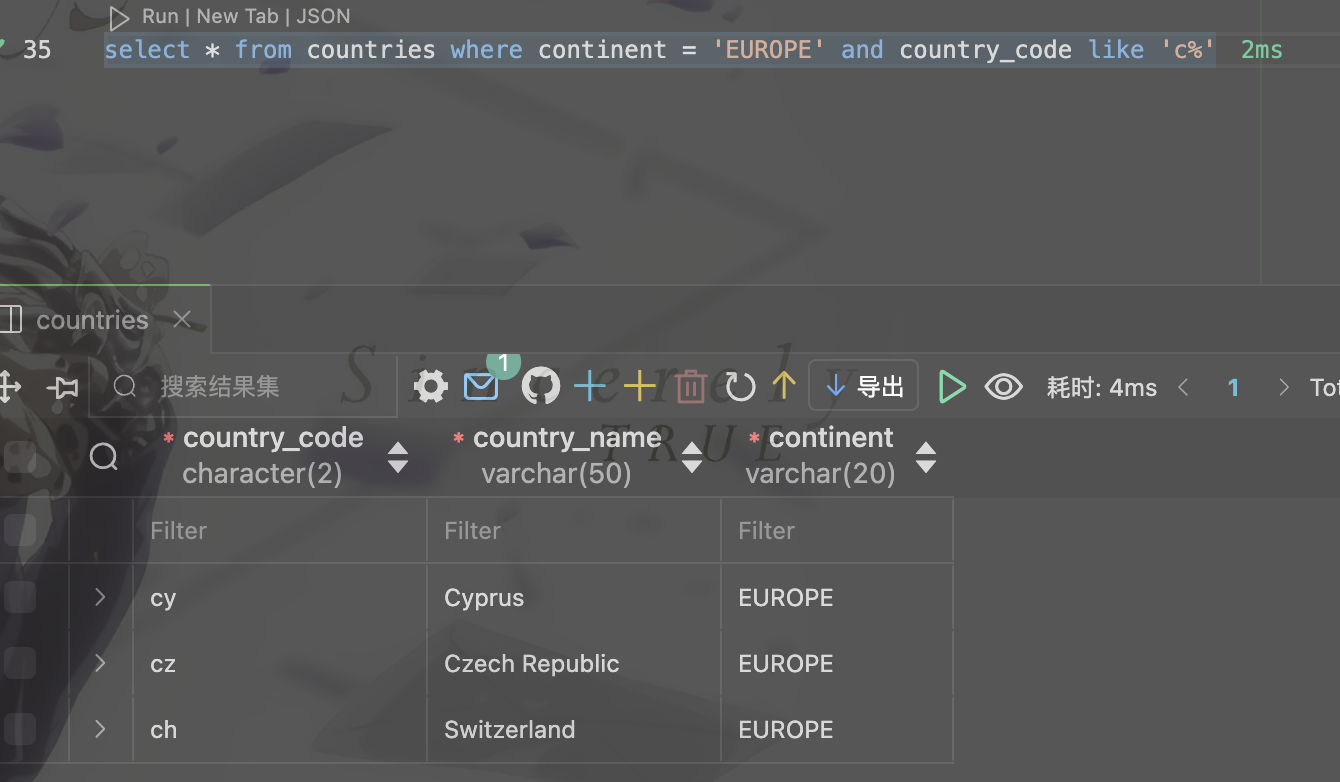 Run | New Tab | JSON
35 select * from countries where continent = 'EUROPE' and country_code like 'c%' 2ms
countries
Sincerely
搜索结果集 1 导出 耗时: 4ms 1 Tot
TRUE
* country_code * country_name * continent
character(2) varchar(50) varchar(20)
Filter Filter Filter
cy Cyprus EUROPE
cz Czech Republic EUROPE
ch Switzerland EUROPE